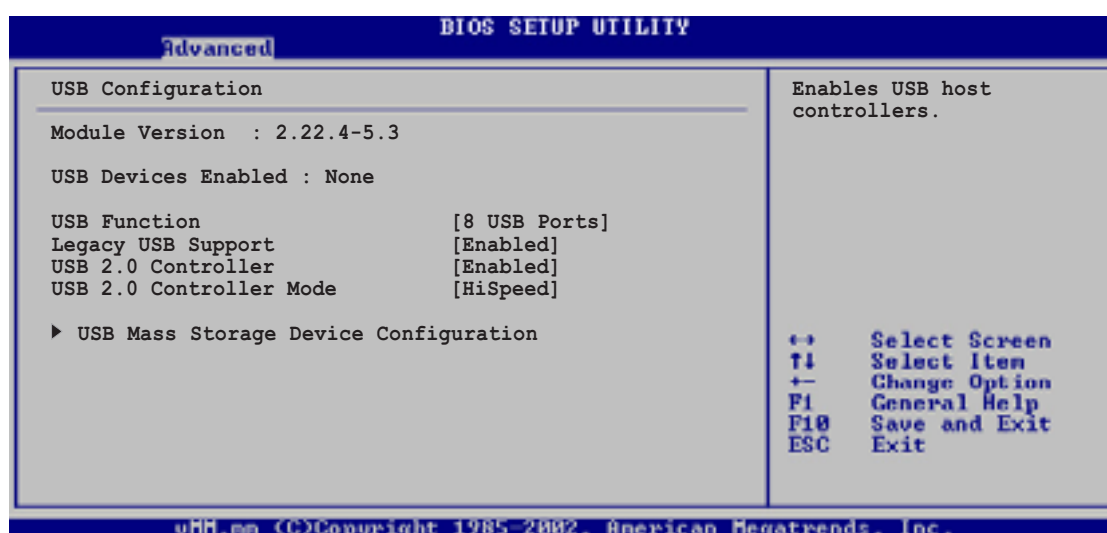 BIOS SETUP UTILITY
Advanced
USB Configuration
Module Version : 2.22.4-5.3
USB Devices Enabled : None
USB Function [8 USB Ports]
Legacy USB Support [Enabled]
USB 2.0 Controller [Enabled]
USB 2.0 Controller Mode [HiSpeed]
USB Mass Storage Device Configuration
Enables USB host
controllers.
←→ Select Screen
↑↓ Select Item
+- Change Option
F1 General Help
F10 Save and Exit
ESC Exit
(C)Copyright 1985-2002, American Megatrends, Inc.